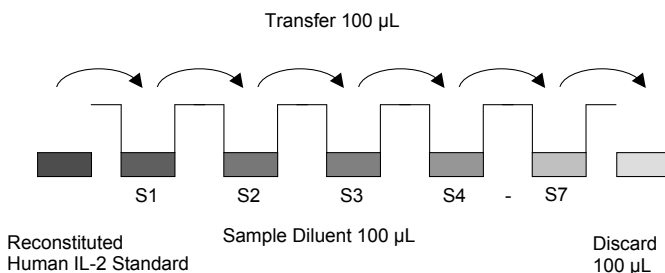 Transfer 100 µL
S1 S2 S3 S4 - S7
Sample Diluent 100 µL
Reconstituted
Human IL-2 Standard
Discard
100 µL